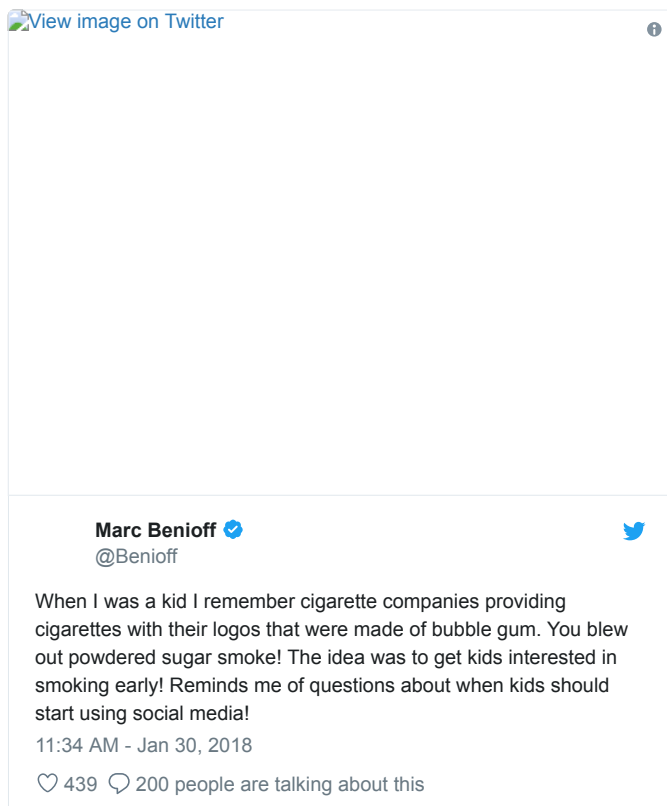 View image on Twitter
Marc Benioff
@Benioff
When I was a kid I remember cigarette companies providing
cigarettes with their logos that were made of bubble gum. You blew
out powdered sugar smoke! The idea was to get kids interested in
smoking early! Reminds me of questions about when kids should
start using social media!
11:34 AM - Jan 30, 2018
439 200 people are talking about this